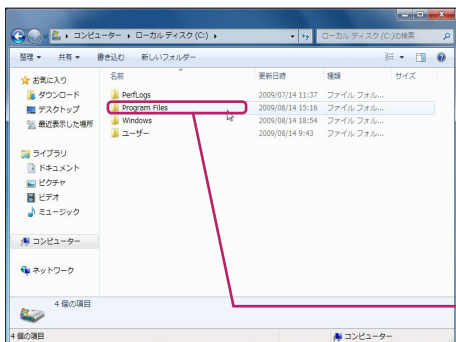 コンピューター ▸ ローカル ディスク (C:) ▸
ローカル ディスク (C:)の検索
整理 ▼ 共有 ▼ 書き込む 新しいフォルダー
名前 更新日時 種類 サイズ
PerfLogs 2009/07/14 11:37 ファイル フォル...
Program Files 2009/08/14 15:16 ファイル フォル...
Windows 2009/08/14 18:54 ファイル フォル...
ユーザー 2009/08/14 9:43 ファイル フォル...
お気に入り
ダウンロード
デスクトップ
最近表示した場所
ライブラリ
ドキュメント
ピクチャ
ビデオ
ミュージック
コンピューター
ネットワーク
4 個の項目
4 個の項目 コンピューター